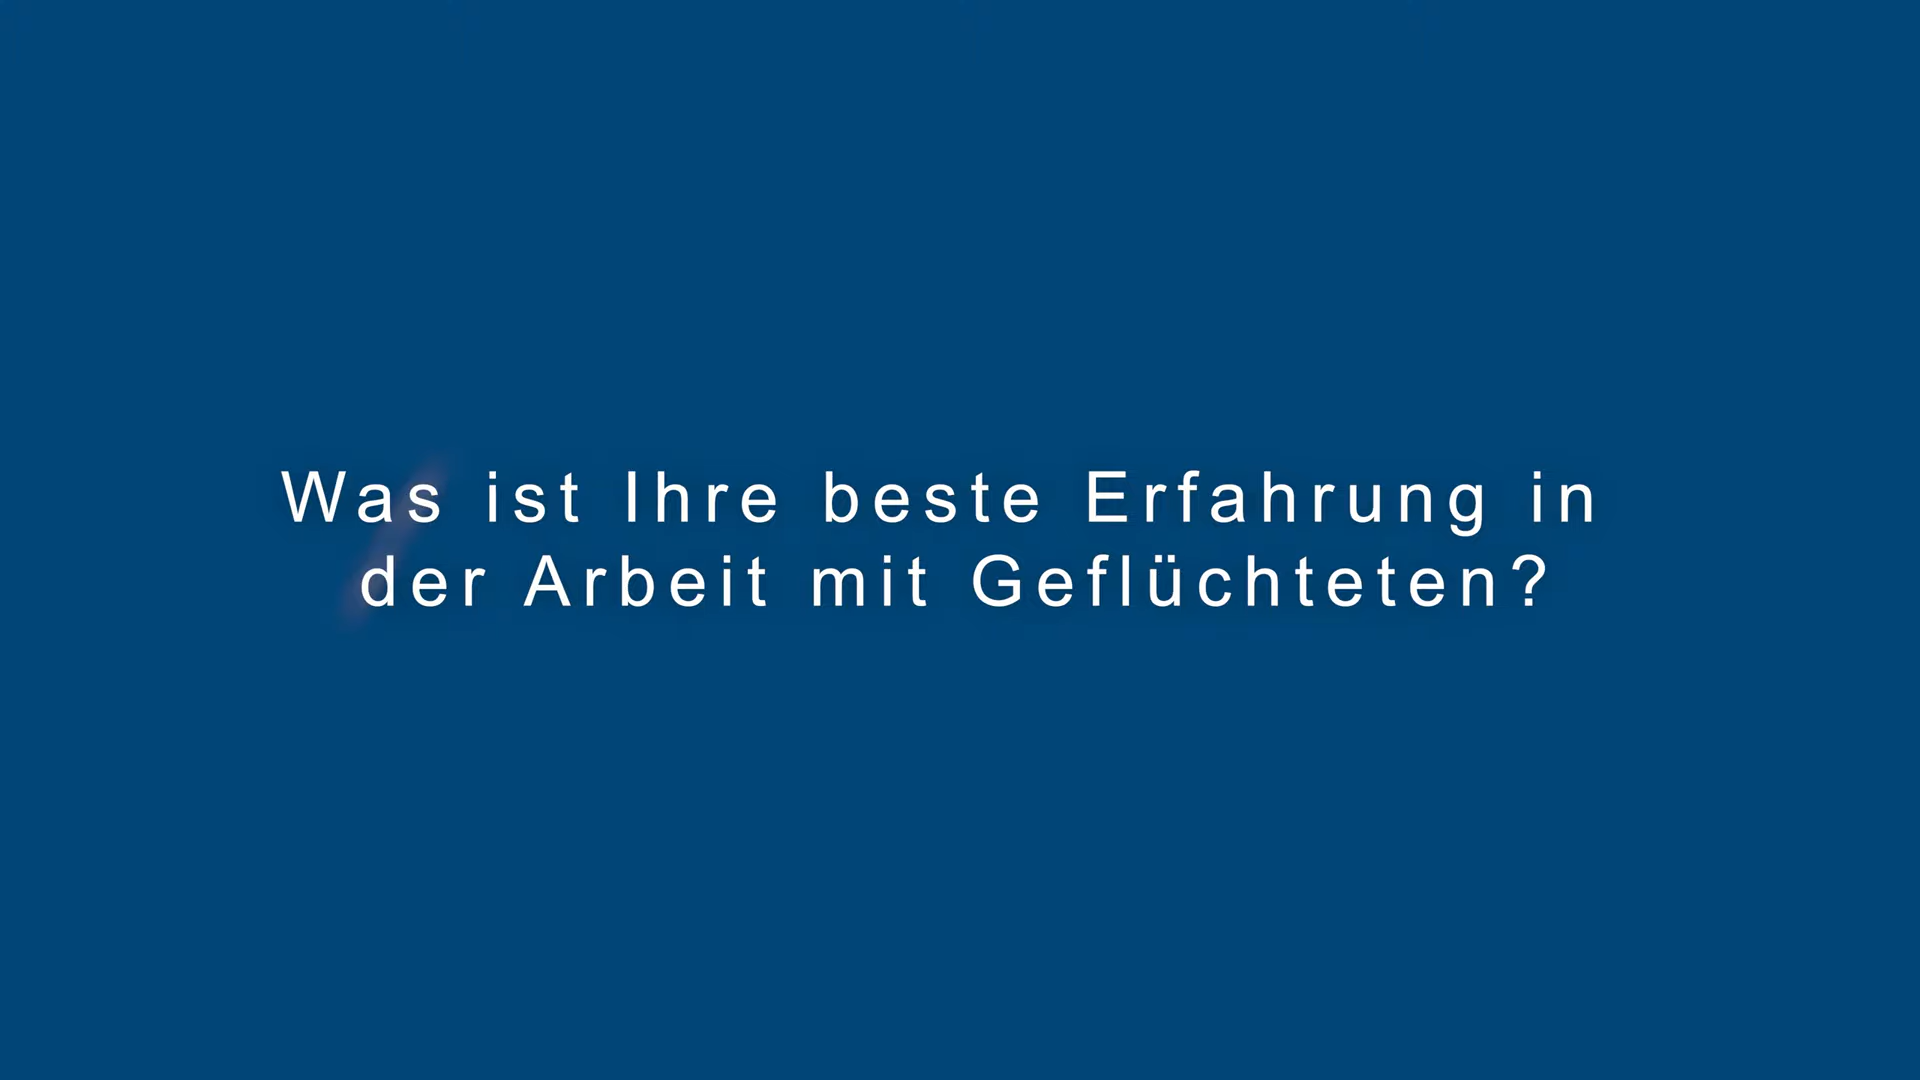 Was ist Ihre beste Erfahrung in
der Arbeit mit Geflüchteten?